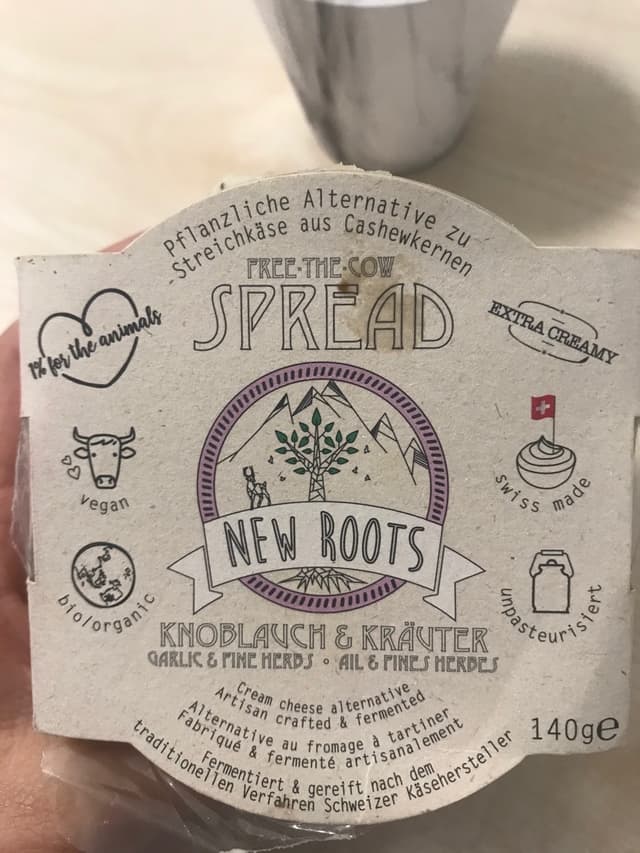 Pflanzliche Alternative zu
Streichkäse aus Cashewkernen
FREE-THE-COW
SPREAD
1% for the animals
EXTRA CREAMY
vegan
swiss made
NEW ROOTS
bio/organic
unpasteurisiert
KNOBLAUCH & KRÄUTER
GARLIC & FINE HERBS • AIL & FINES HERBES
Cream cheese alternative
Artisan crafted & fermented
Alternative au fromage à tartiner
Fabriqué & fermenté artisanalement
Fermentiert & gereift nach dem
traditionellen Verfahren Schweizer Käsehersteller
140g℮